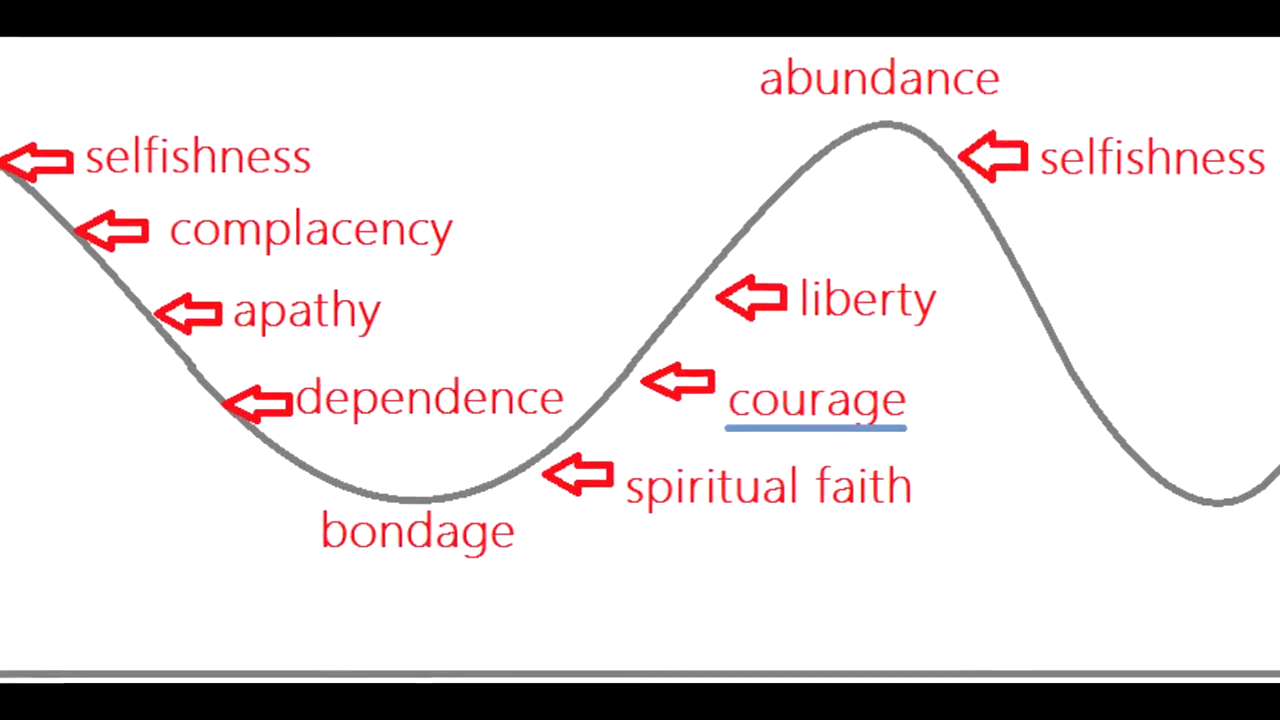 abundance
selfishness
selfishness
complacency
apathy
liberty
dependence
courage
spiritual faith
bondage